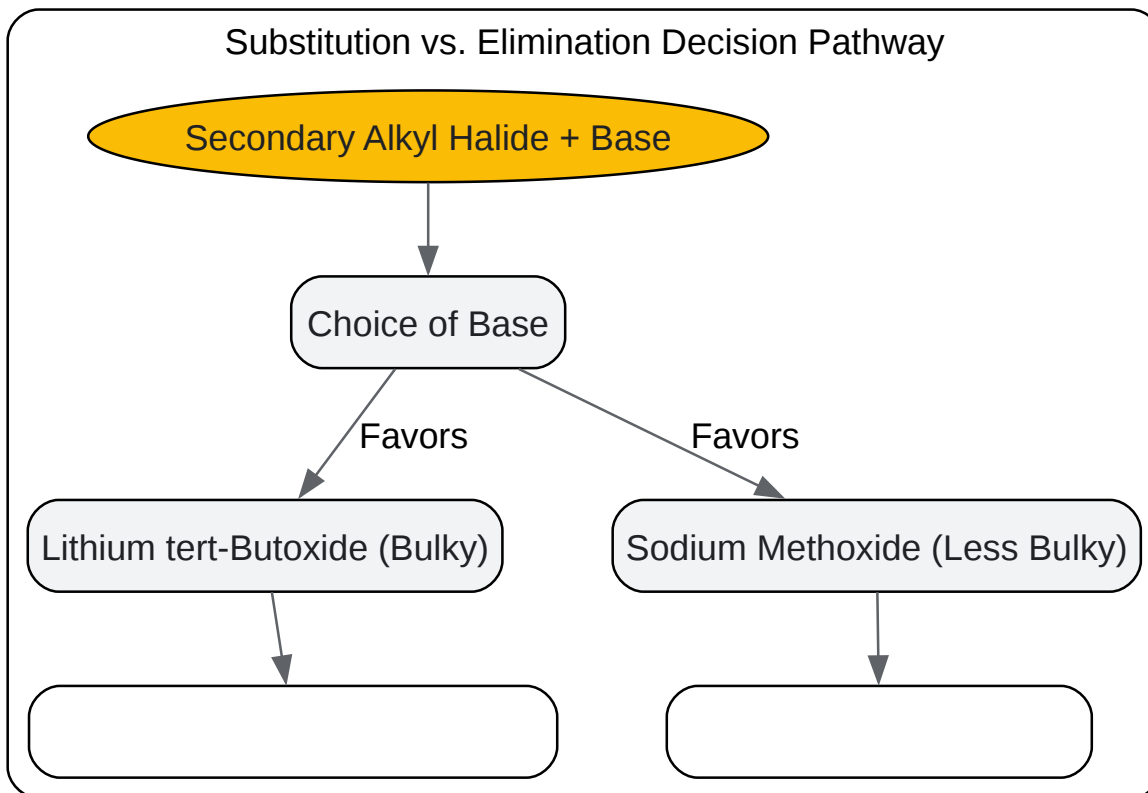 Substitution vs. Elimination Decision Pathway
Secondary Alkyl Halide + Base
Choice of Base
Favors
Favors
Lithium tert-Butoxide (Bulky)
Sodium Methoxide (Less Bulky)